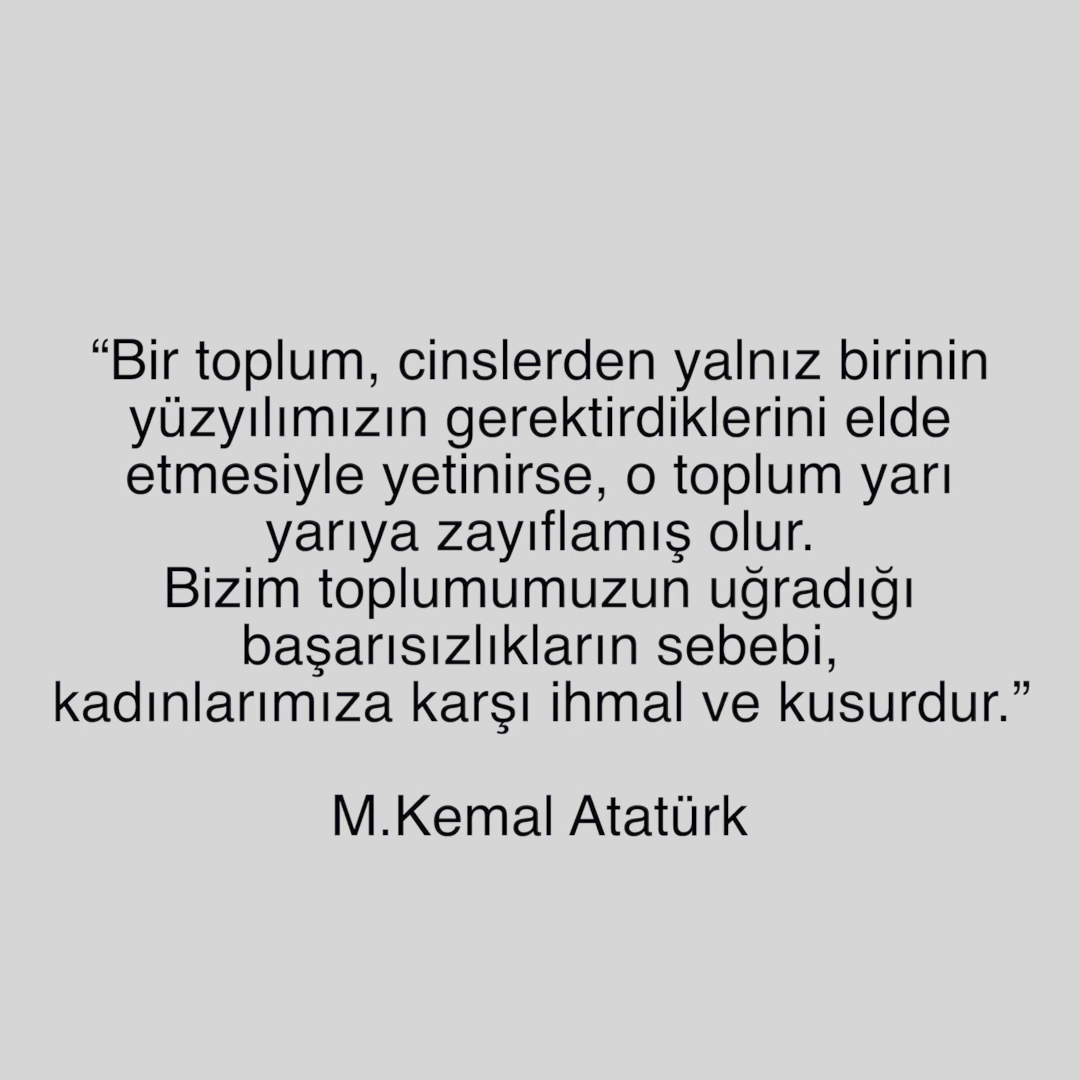 “Bir toplum, cinslerden yalnız birinin
yüzyılımızın gerektirdiklerini elde
etmesiyle yetinirse, o toplum yarı
yarıya zayıflamış olur.
Bizim toplumumuzun uğradığı
başarısızlıkların sebebi,
kadınlarımıza karşı ihmal ve kusurdur.”
M.Kemal Atatürk